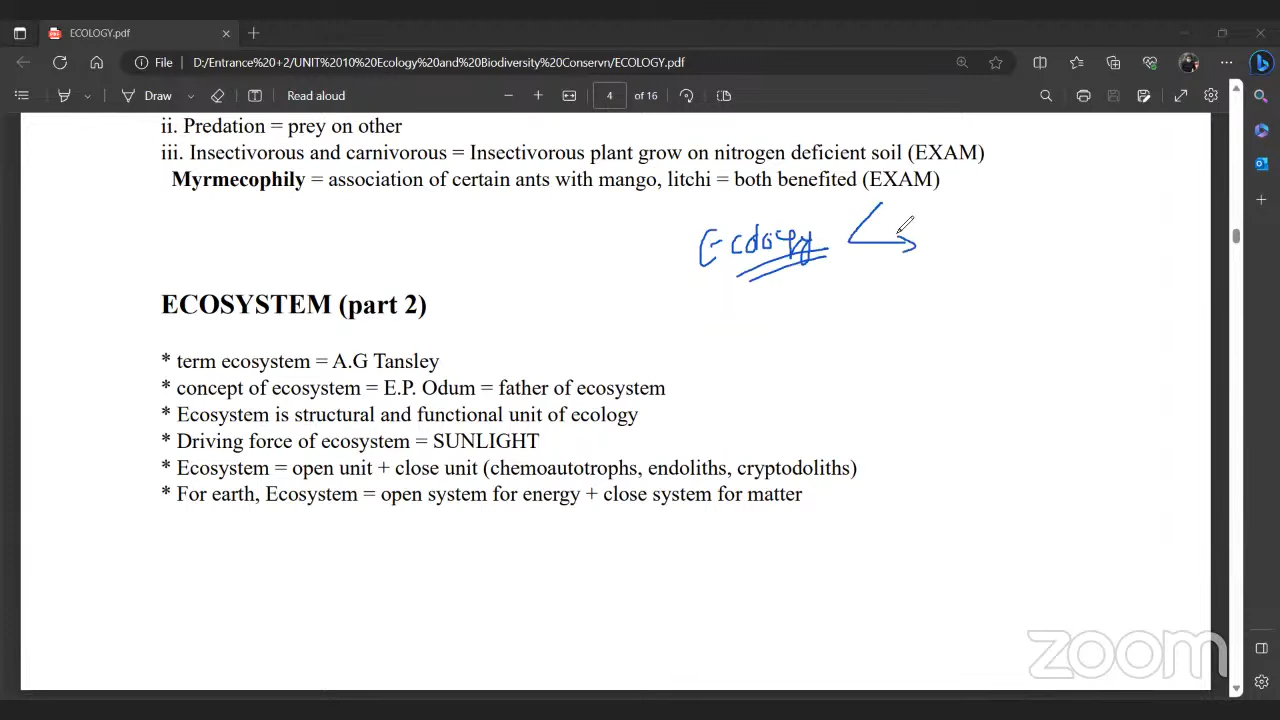 ECOLOGY.pdf
File D:/Entrance%20+2/UNIT%2010%20Ecology%20and%20Biodiversity%20Conservn/ECOLOGY.pdf
Draw Read aloud 4 of 16
ii. Predation = prey on other
iii. Insectivorous and carnivorous = Insectivorous plant grow on nitrogen deficient soil (EXAM)
Myrmecophily = association of certain ants with mango, litchi = both benefited (EXAM)
Ecology
ECOSYSTEM (part 2)
* term ecosystem = A.G Tansley
* concept of ecosystem = E.P. Odum = father of ecosystem
* Ecosystem is structural and functional unit of ecology
* Driving force of ecosystem = SUNLIGHT
* Ecosystem = open unit + close unit (chemoautotrophs, endoliths, cryptodoliths)
* For earth, Ecosystem = open system for energy + close system for matter
zoom